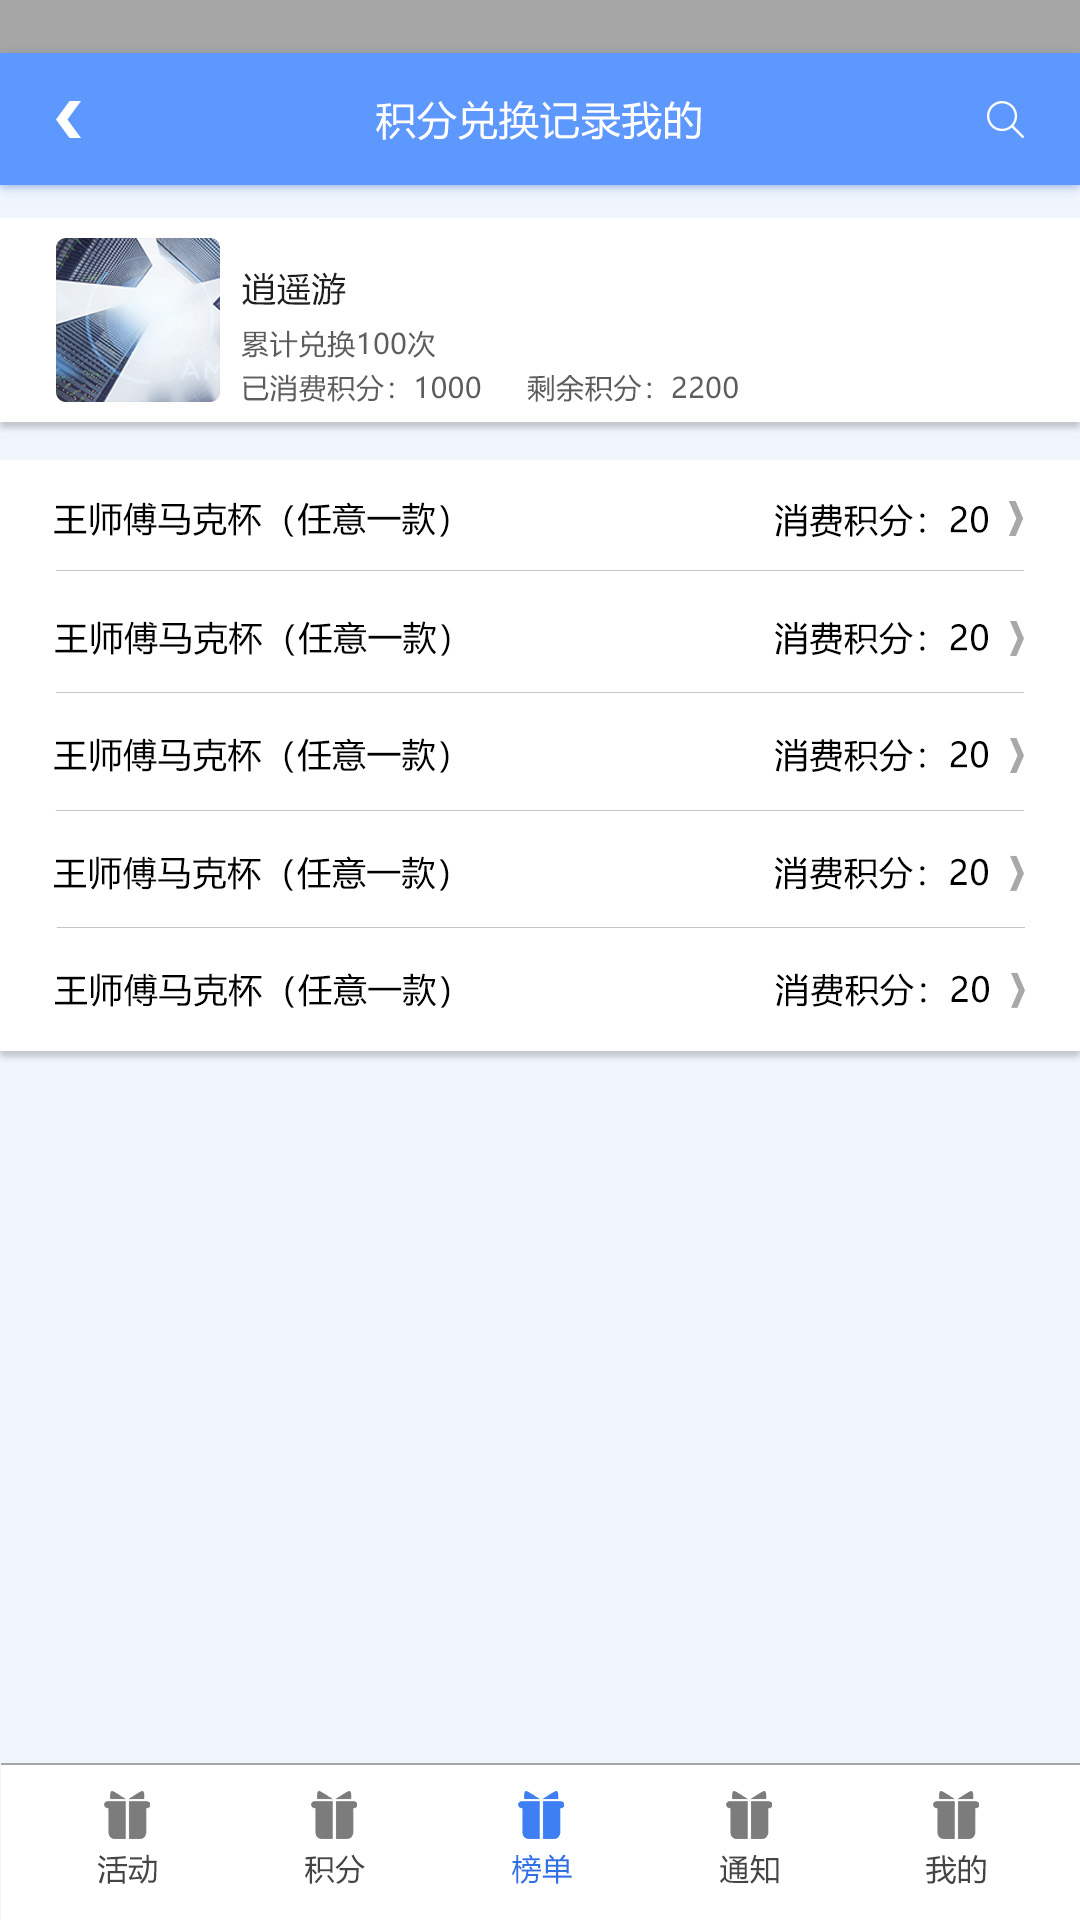 积分兑换记录我的
逍遥游
累计兑换100次
已消费积分：1000 剩余积分：2200
王师傅马克杯（任意一款） 消费积分：20
王师傅马克杯（任意一款） 消费积分：20
王师傅马克杯（任意一款） 消费积分：20
王师傅马克杯（任意一款） 消费积分：20
王师傅马克杯（任意一款） 消费积分：20
活动 积分 榜单 通知 我的